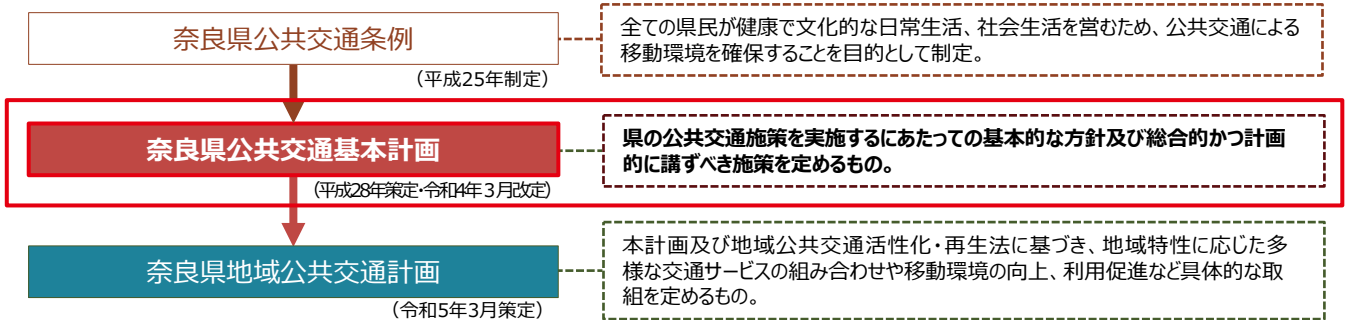 奈良県公共交通条例
全ての県民が健康で文化的な日常生活、社会生活を営むため、公共交通による
移動環境を確保することを目的として制定。
（平成25年制定）
奈良県公共交通基本計画
県の公共交通施策を実施するにあたっての基本的な方針及び総合的かつ計画
的に講ずべき施策を定めるもの。
（平成28年策定・令和4年３月改定）
奈良県地域公共交通計画
本計画及び地域公共交通活性化・再生法に基づき、地域特性に応じた多
様な交通サービスの組み合わせや移動環境の向上、利用促進など具体的な取
組を定めるもの。
（令和5年3月策定）